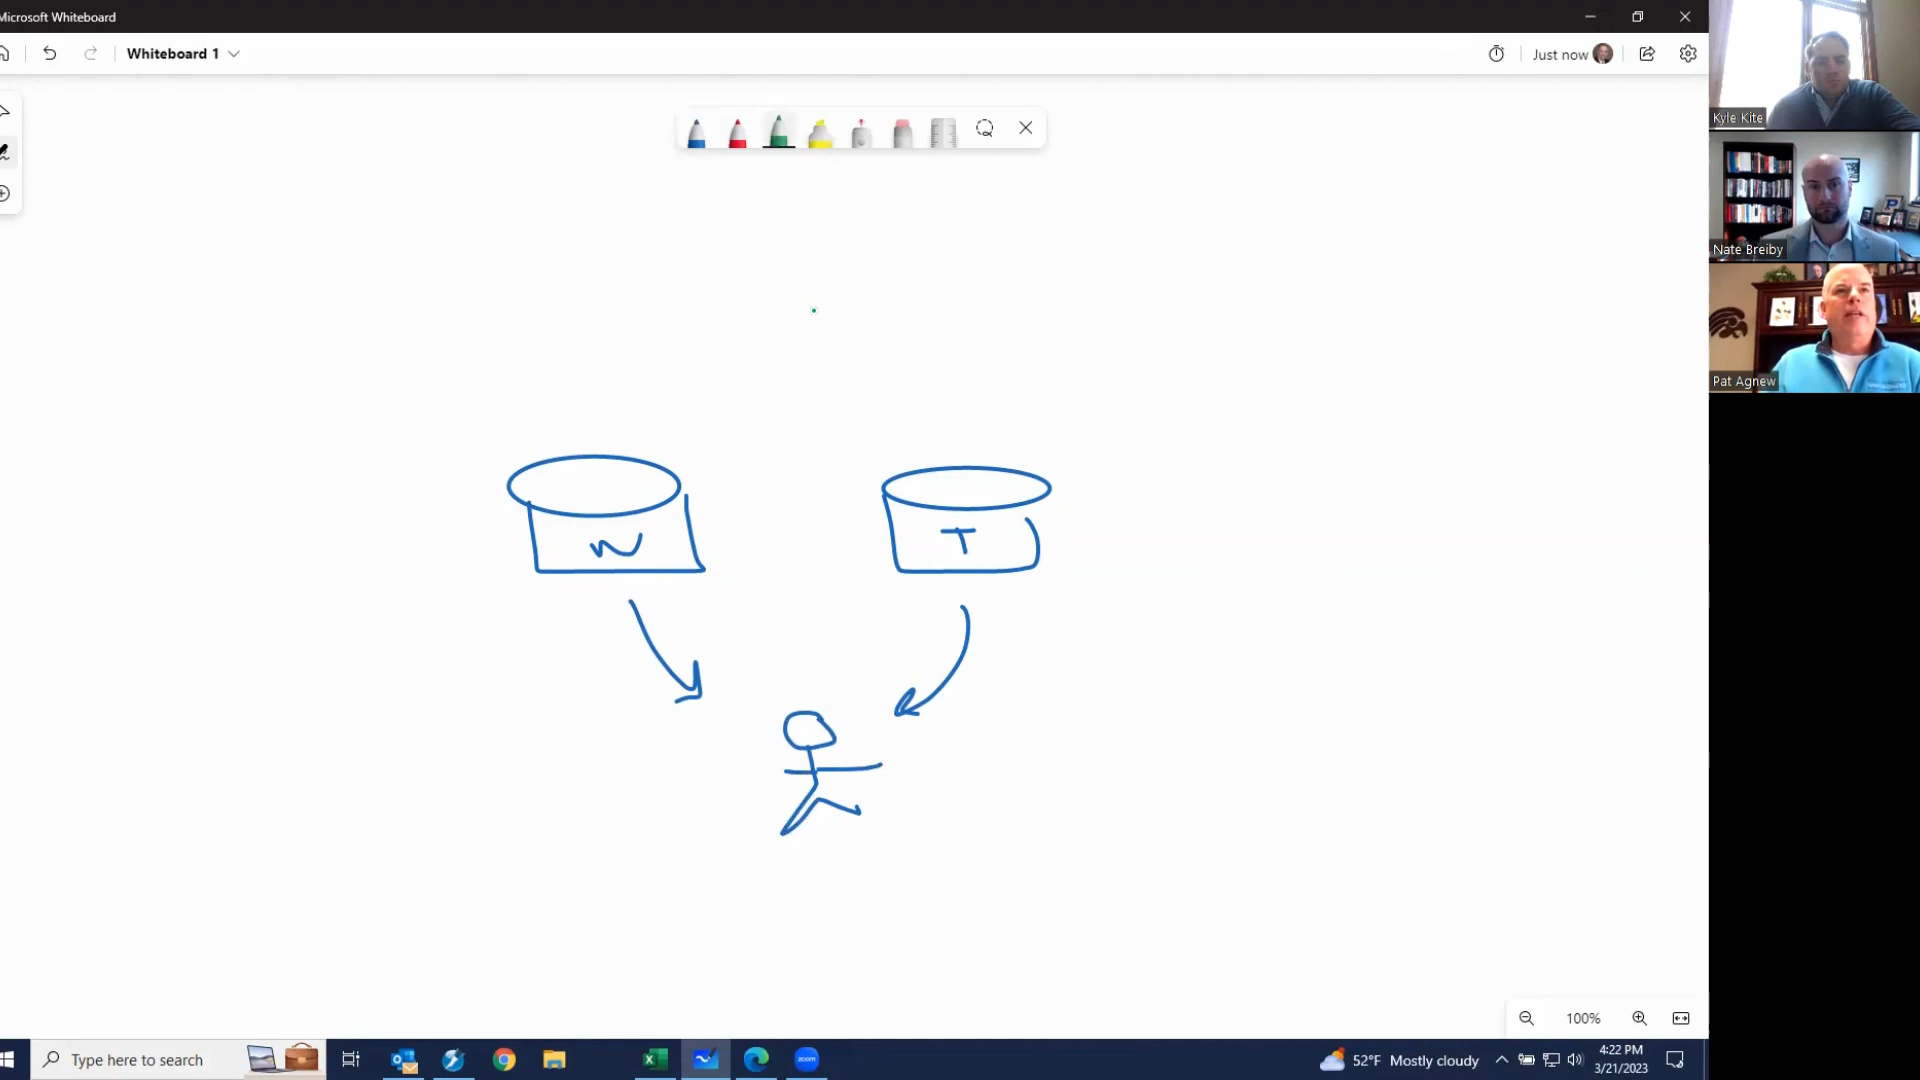 Microsoft Whiteboard
Whiteboard 1
Just now
Kyle Kite
Nate Breiby
Pat Agnew
N T
100%
Type here to search
zoom
52°F Mostly cloudy
4:22 PM
3/21/2023